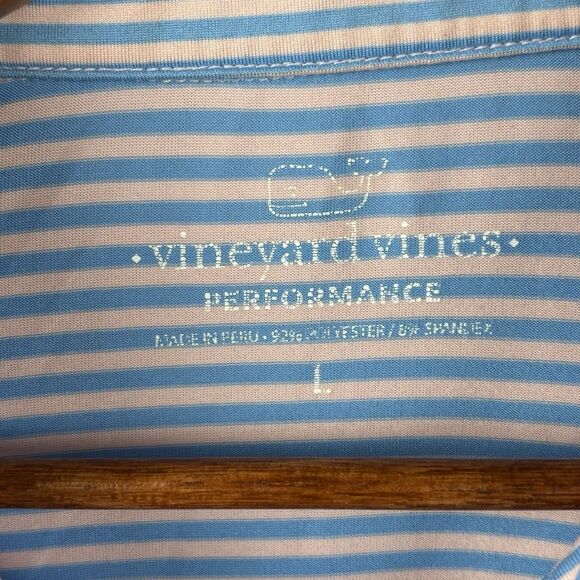 • vineyard vines •
PERFORMANCE
MADE IN PERU • 92% POLYESTER / 8% SPANDEX
L